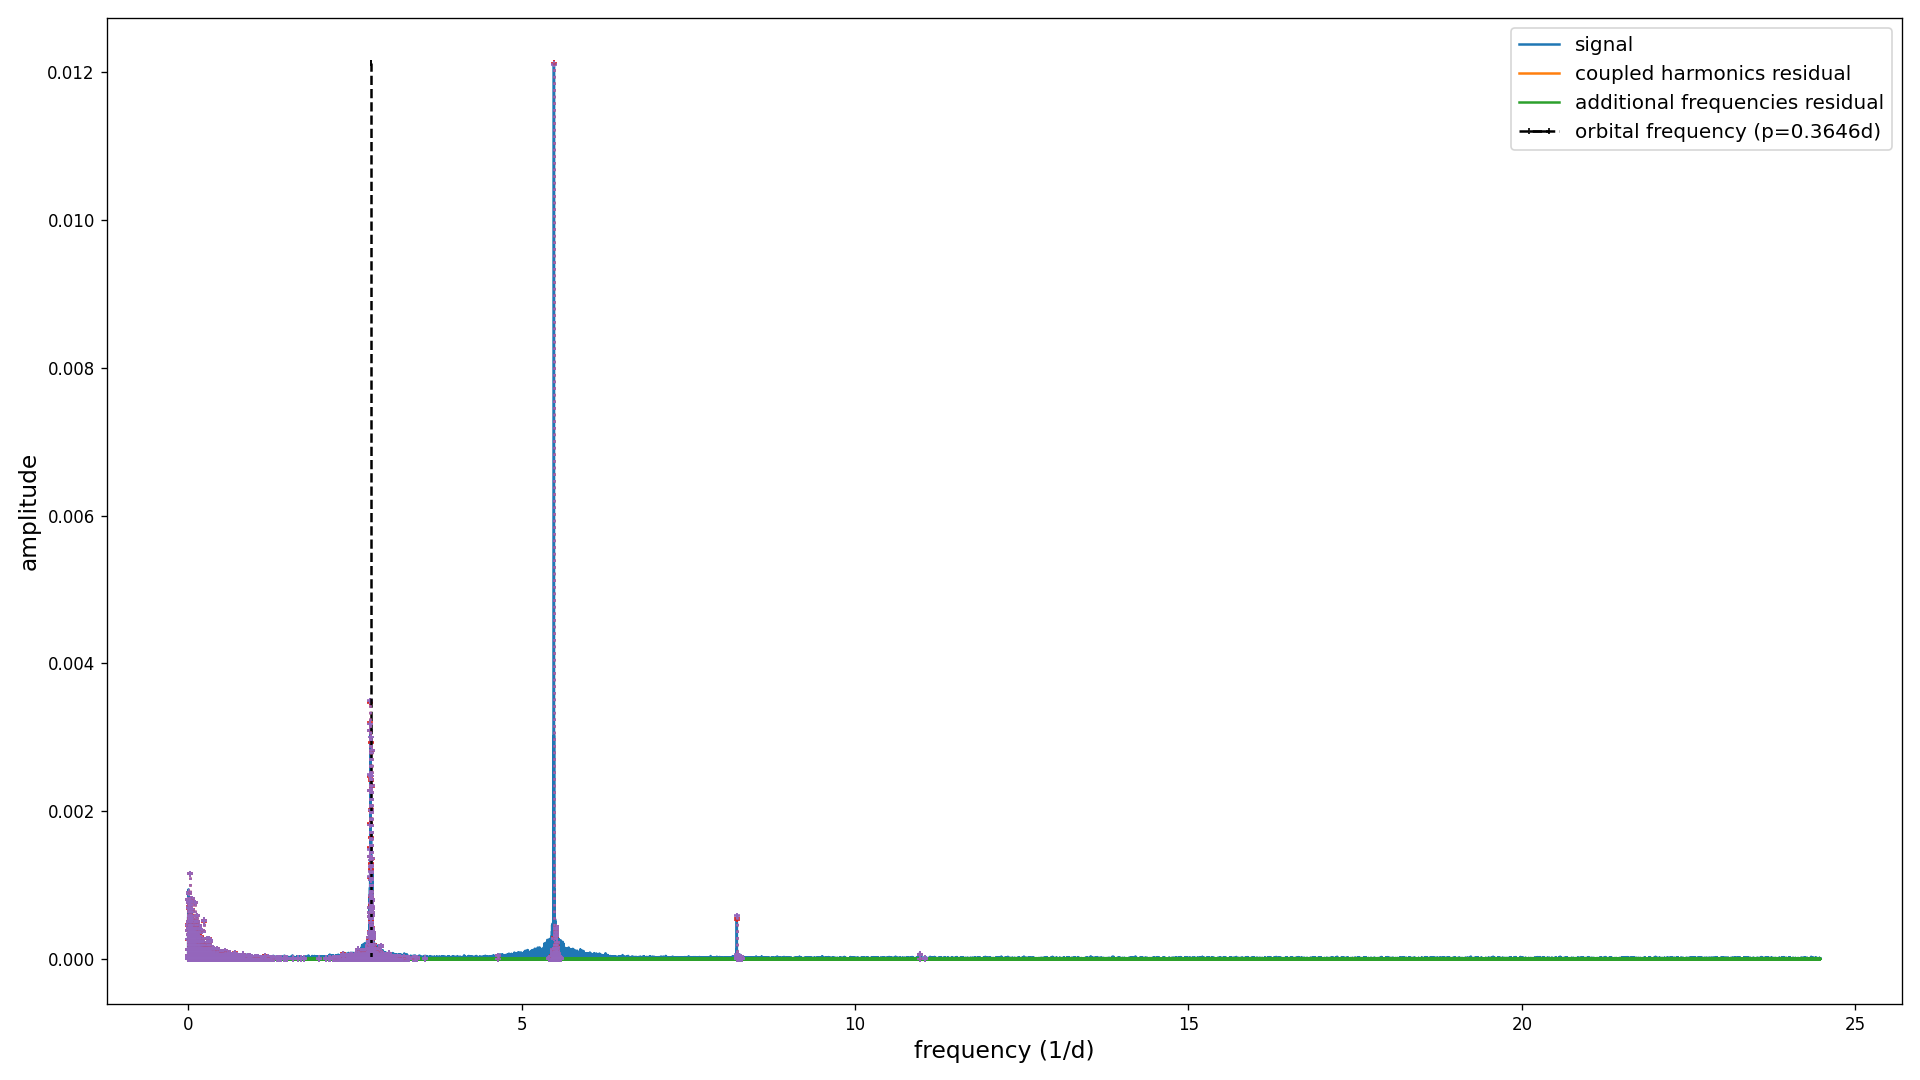 signal
coupled harmonics residual
additional frequencies residual
orbital frequency (p=0.3646d)
amplitude
0.012
0.010
0.008
0.006
0.004
0.002
0.000
0 5 10 15 20 25
frequency (1/d)